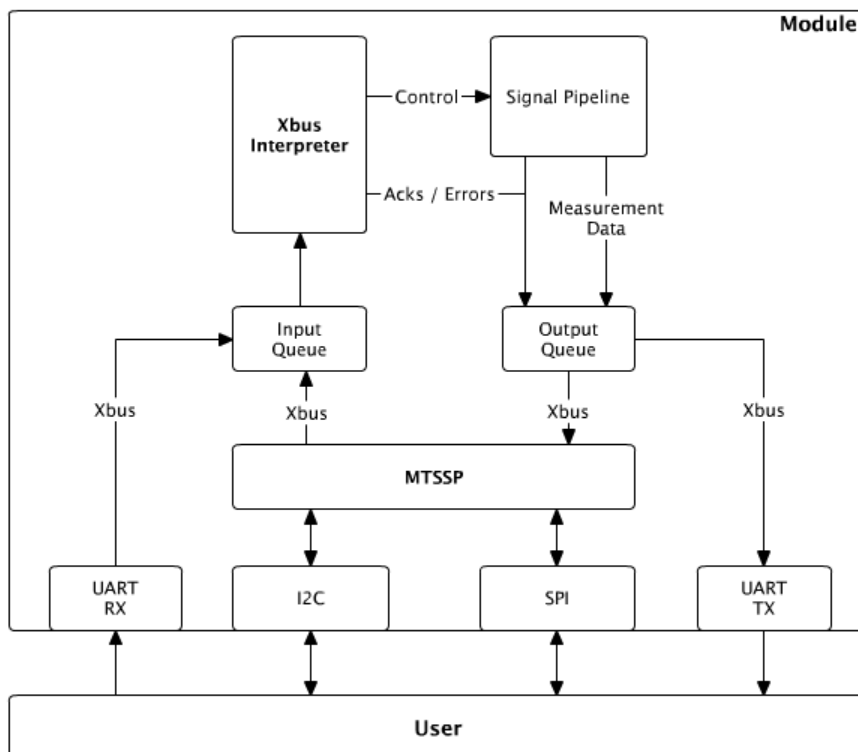 Module
Xbus
Interpreter
Control
Signal Pipeline
Acks / Errors
Measurement
Data
Input
Queue
Output
Queue
Xbus
Xbus
Xbus
Xbus
MTSSP
UART
RX
I2C
SPI
UART
TX
User